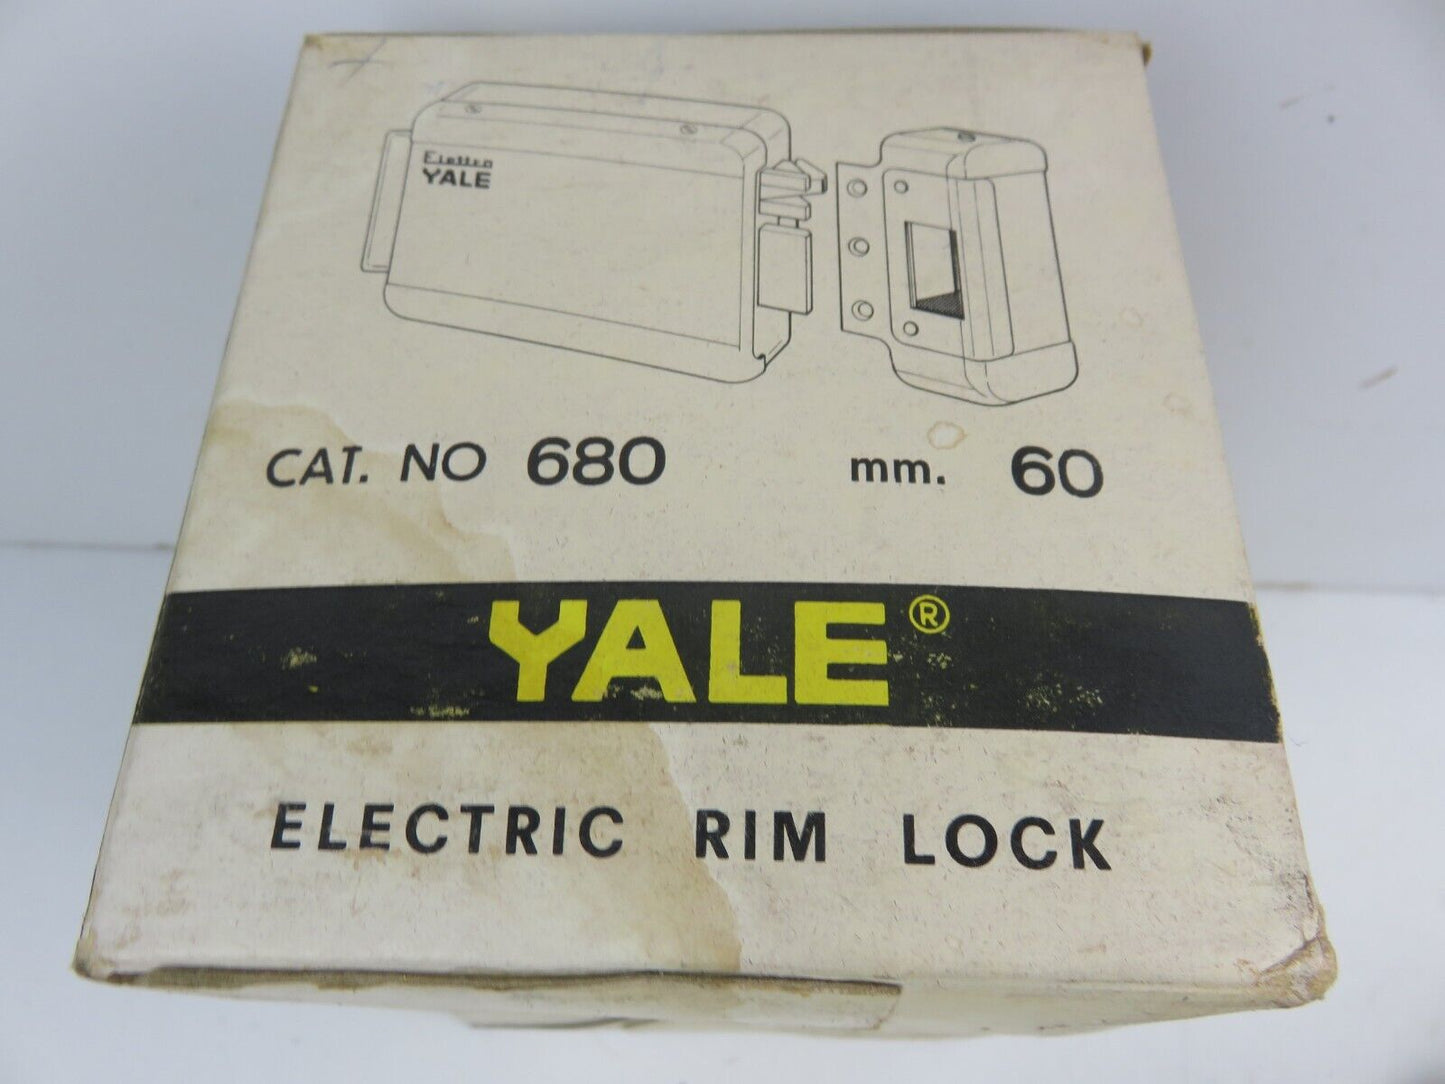 Elettro
YALE
CAT. NO 680 mm. 60
YALE®
ELECTRIC RIM LOCK